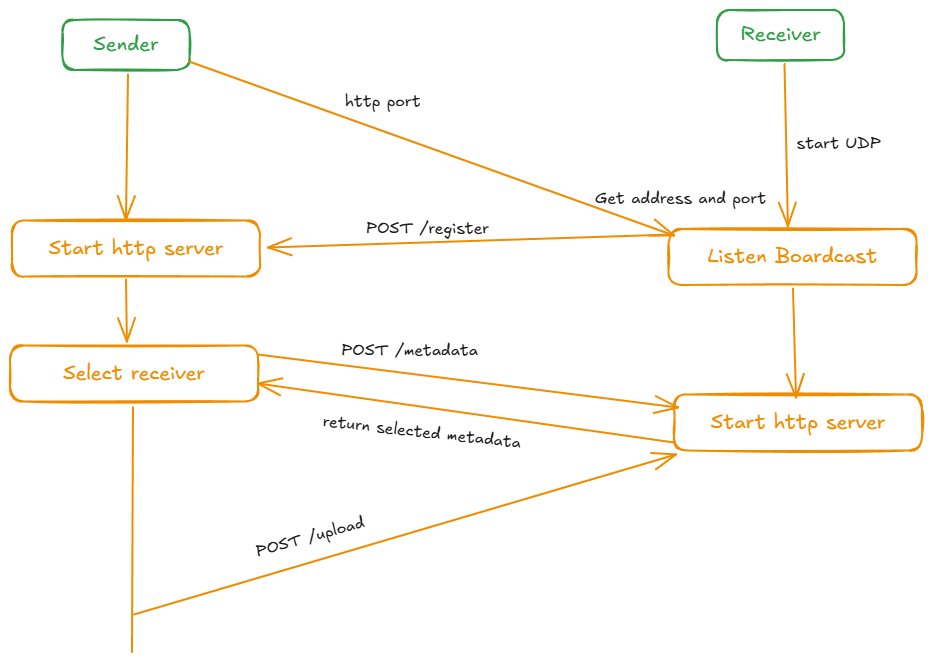 Sender
Receiver
http port
start UDP
Get address and port
POST /register
Start http server
Listen Boardcast
POST /metadata
Select receiver
return selected metadata
Start http server
POST /upload